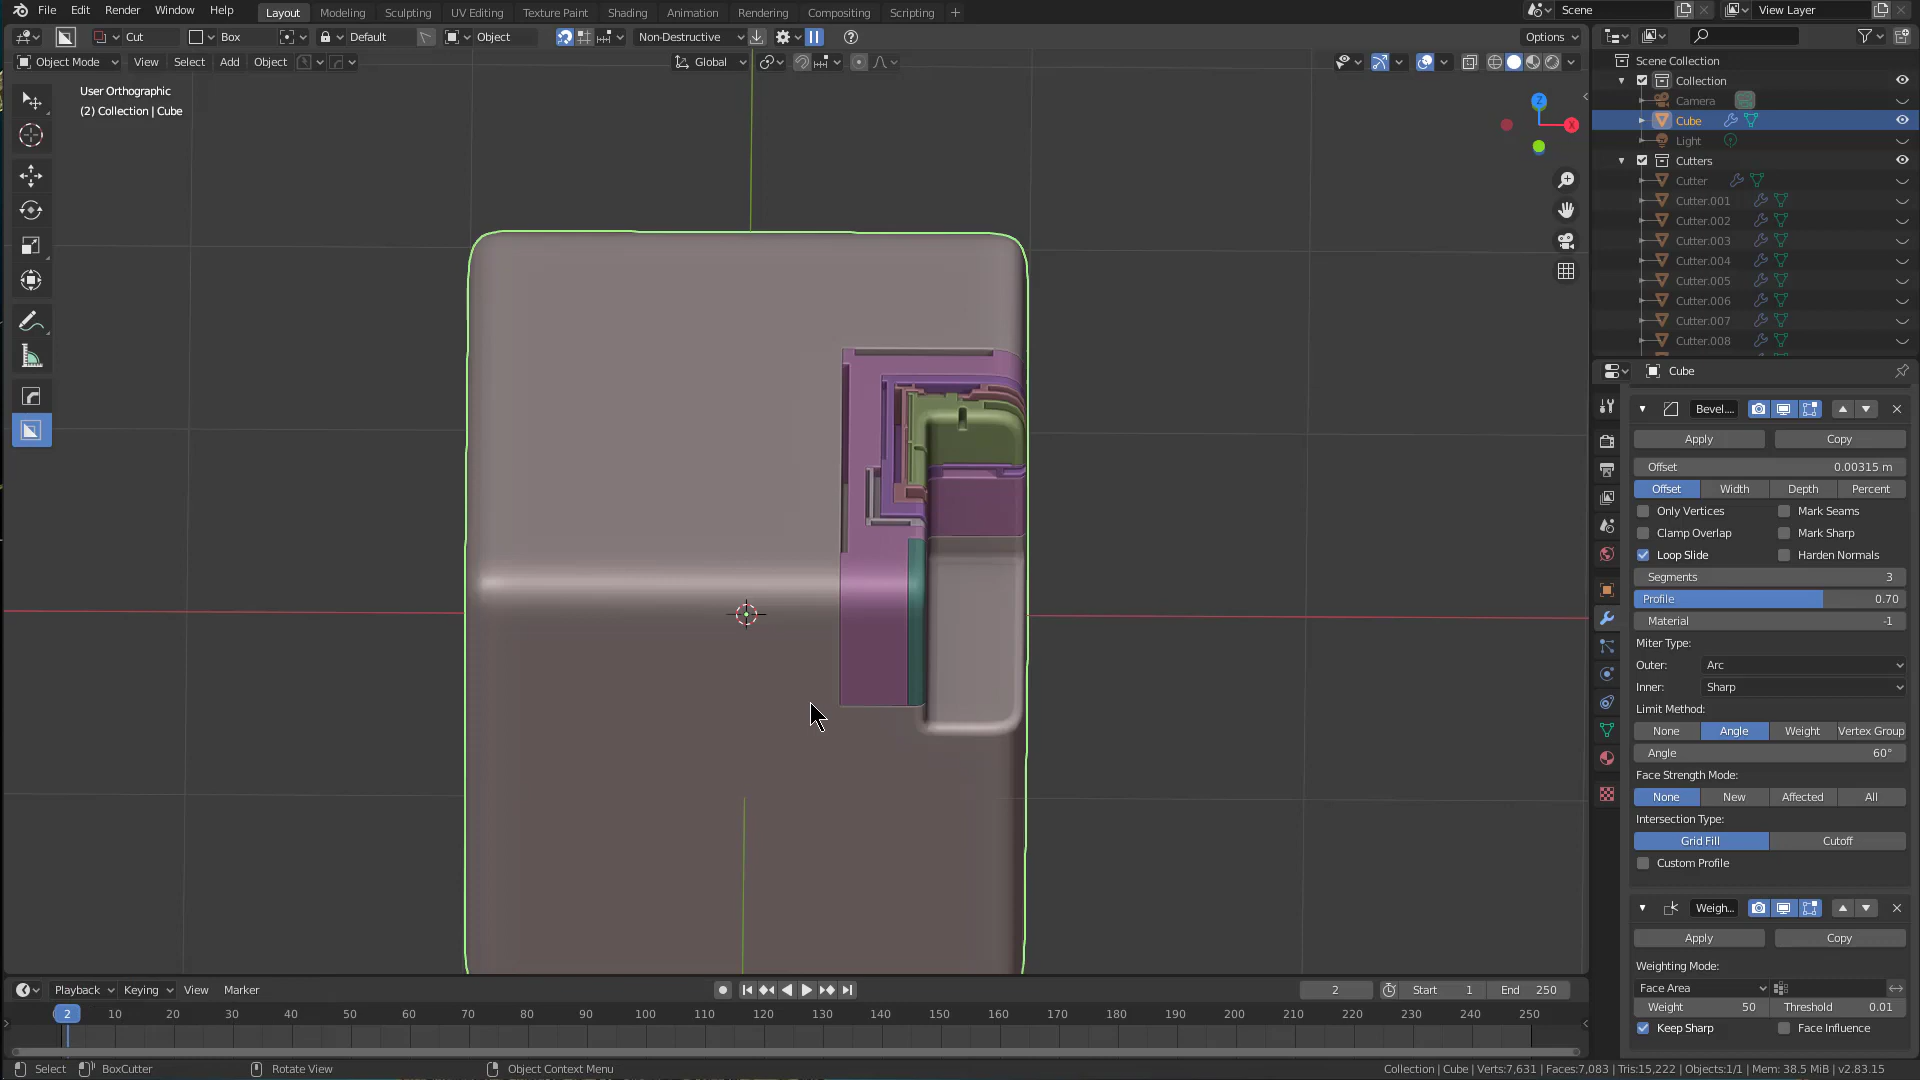 File Edit Render Window Help Layout Modeling Sculpting UV Editing Texture Paint Shading Animation Rendering Compositing Scripting + Scene View Layer
Cut Box Default Object Non-Destructive Options
Object Mode View Select Add Object Global
User Orthographic
(2) Collection | Cube
Z
X
Scene Collection
Collection
Camera
Cube
Light
Cutters
Cutter
Cutter.001
Cutter.002
Cutter.003
Cutter.004
Cutter.005
Cutter.006
Cutter.007
Cutter.008
Cube
Bevel...
Apply Copy
Offset 0.00315 m
Offset Width Depth Percent
Only Vertices Mark Seams
Clamp Overlap Mark Sharp
Loop Slide Harden Normals
Segments 3
Profile 0.70
Material -1
Miter Type:
Outer: Arc
Inner: Sharp
Limit Method:
None Angle Weight Vertex Group
Angle 60°
Face Strength Mode:
None New Affected All
Intersection Type:
Grid Fill Cutoff
Custom Profile
Weigh...
Apply Copy
Weighting Mode:
Face Area
Weight 50 Threshold 0.01
Keep Sharp Face Influence
Playback Keying View Marker 2 Start 1 End 250
2 10 20 30 40 50 60 70 80 90 100 110 120 130 140 150 160 170 180 190 200 210 220 230 240 250
Select BoxCutter Rotate View Object Context Menu Collection | Cube | Verts:7,631 | Faces:7,083 | Tris:15,222 | Objects:1/1 | Mem: 38.5 MiB | v2.83.15